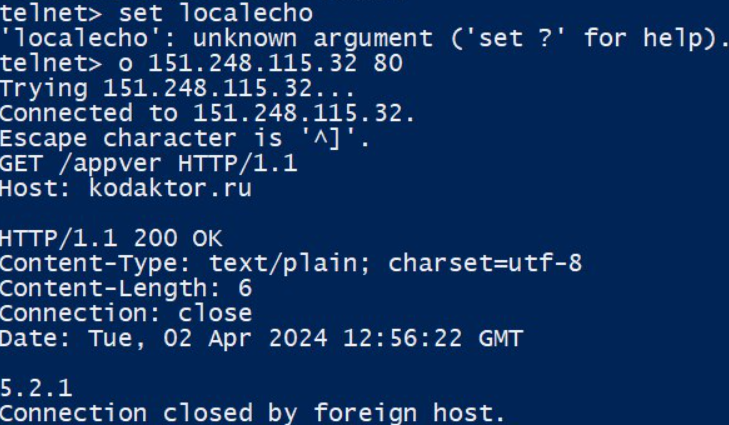 telnet> set localecho
'localecho': unknown argument ('set ?' for help).
telnet> o 151.248.115.32 80
Trying 151.248.115.32...
Connected to 151.248.115.32.
Escape character is '^]'.
GET /appver HTTP/1.1
Host: kodaktor.ru

HTTP/1.1 200 OK
Content-Type: text/plain; charset=utf-8
Content-Length: 6
Connection: close
Date: Tue, 02 Apr 2024 12:56:22 GMT

5.2.1
Connection closed by foreign host.